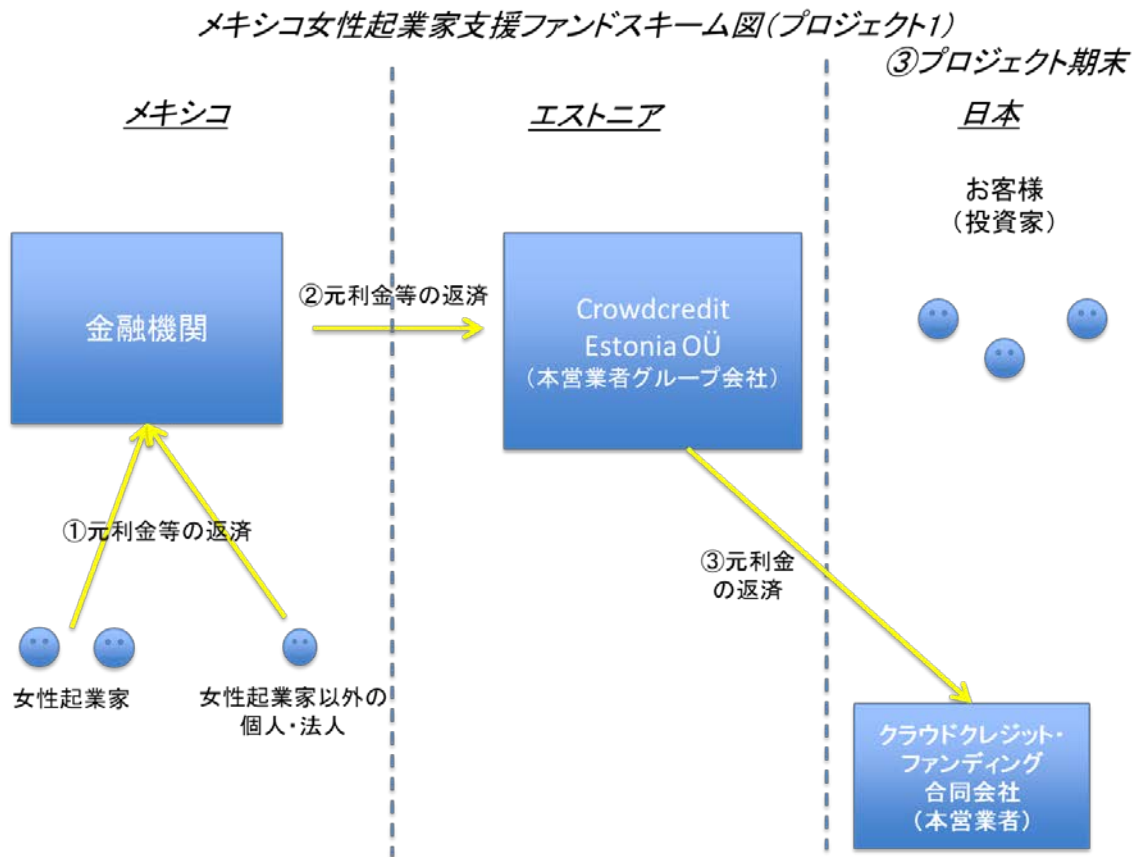 メキシコ女性起業家支援ファンドスキーム図(プロジェクト1)
③プロジェクト期末
メキシコ
エストニア
日本
お客様
(投資家)
金融機関
②元利金等の返済
Crowdcredit
Estonia OÜ
(本営業者グループ会社)
①元利金等の返済
③元利金
の返済
女性起業家
女性起業家以外の
個人・法人
クラウドクレジット・
ファンディング
合同会社
(本営業者)